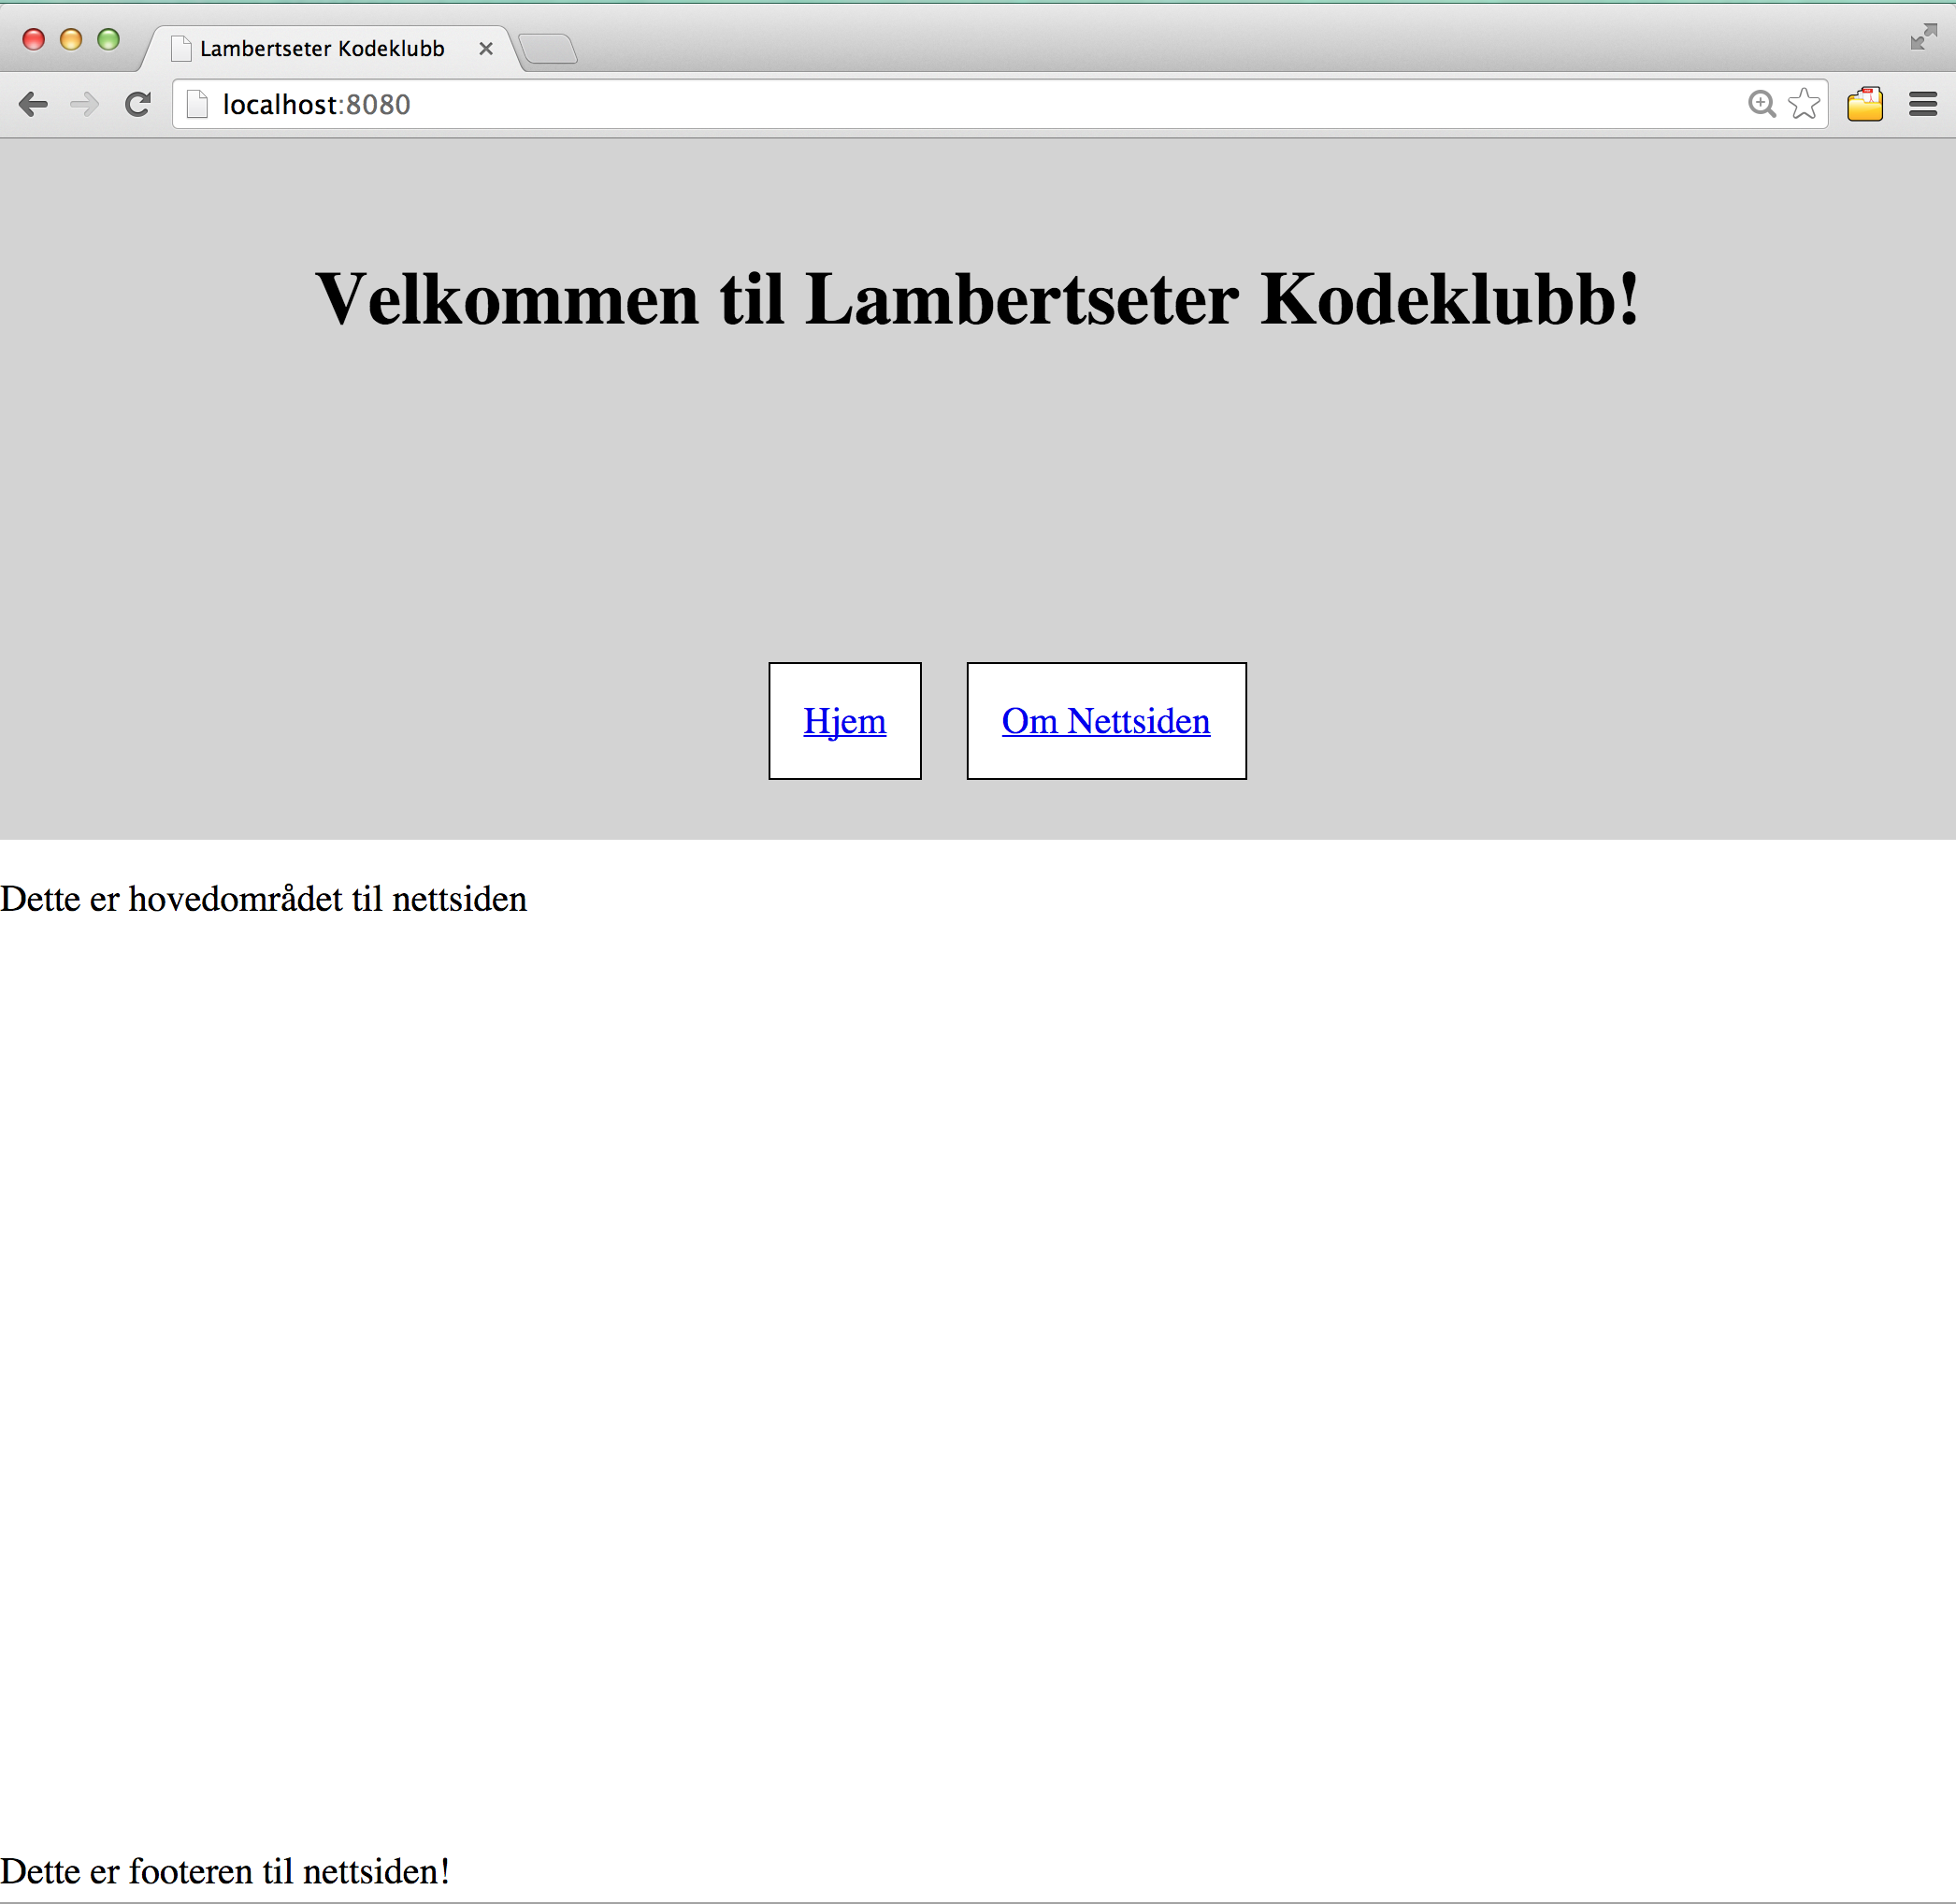 Lambertseter Kodeklubb
localhost:8080
Velkommen til Lambertseter Kodeklubb!
Hjem
Om Nettsiden
Dette er hovedområdet til nettsiden
Dette er footeren til nettsiden!